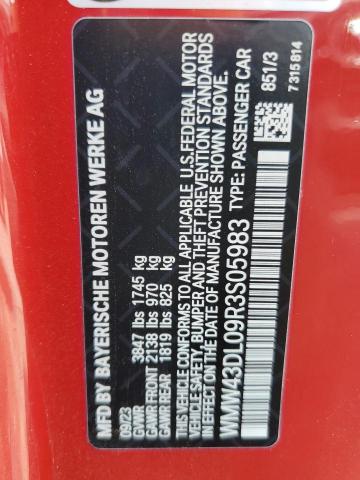 MFD BY BAYERISCHE MOTOREN WERKE AG
09/23
GVWR 3847 lbs 1745 kg
GAWR FRONT 2138 lbs 970 kg
GAWR REAR 1819 lbs 825 kg
THIS VEHICLE CONFORMS TO ALL APPLICABLE U.S. FEDERAL MOTOR
VEHICLE SAFETY, BUMPER AND THEFT PREVENTION STANDARDS
IN EFFECT ON THE DATE OF MANUFACTURE SHOWN ABOVE.
WMW43DL09R3S05983 TYPE: PASSENGER CAR
851/3
7 315 814